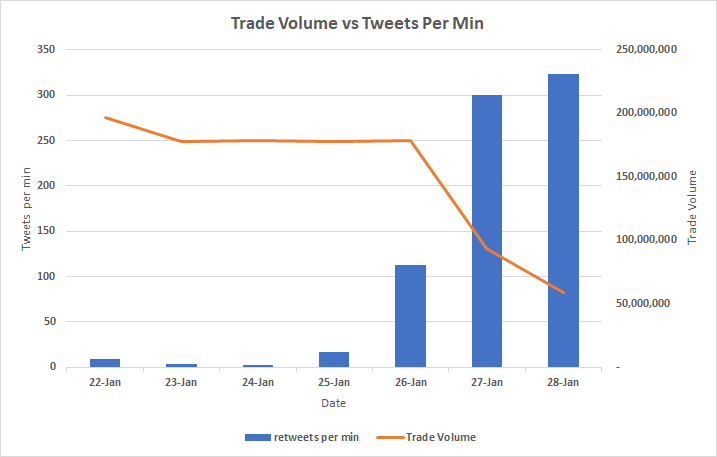 Trade Volume vs Tweets Per Min
350
300
250
200
150
100
50
0
Tweets per min
250,000,000
200,000,000
150,000,000
100,000,000
50,000,000
-
Trade Volume
22-Jan 23-Jan 24-Jan 25-Jan 26-Jan 27-Jan 28-Jan
Date
retweets per min Trade Volume